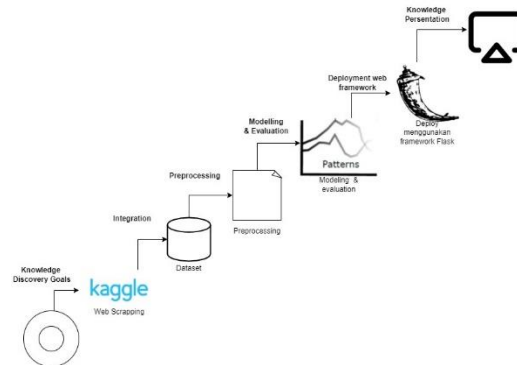 Knowledge
Persentation
Deployment web
framework
Deploy
menggunakan
framework Flask
Modelling
& Evaluation
Patterns
Modeling &
evaluation
Preprocessing
Preprocessing
Integration
Dataset
Knowledge
Discovery Goals
kaggle
Web Scrapping